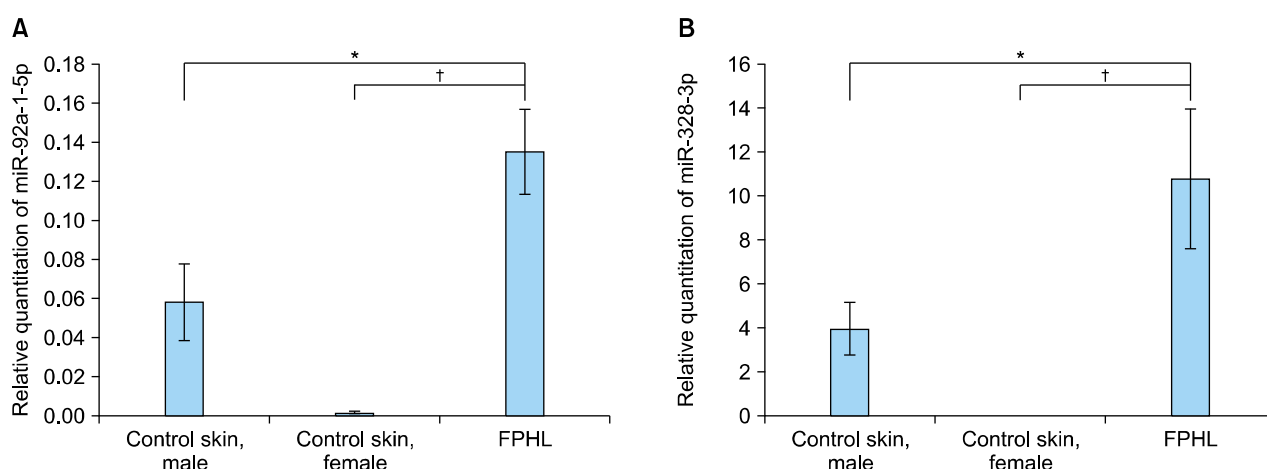 A
Relative quantitation of miR-92a-1-5p
0.18
0.16
0.14
0.12
0.10
0.08
0.06
0.04
0.02
0.00
*
†
Control skin,
male
Control skin,
female
FPHL
B
Relative quantitation of miR-328-3p
16
14
12
10
8
6
4
2
0
*
†
Control skin,
male
Control skin,
female
FPHL